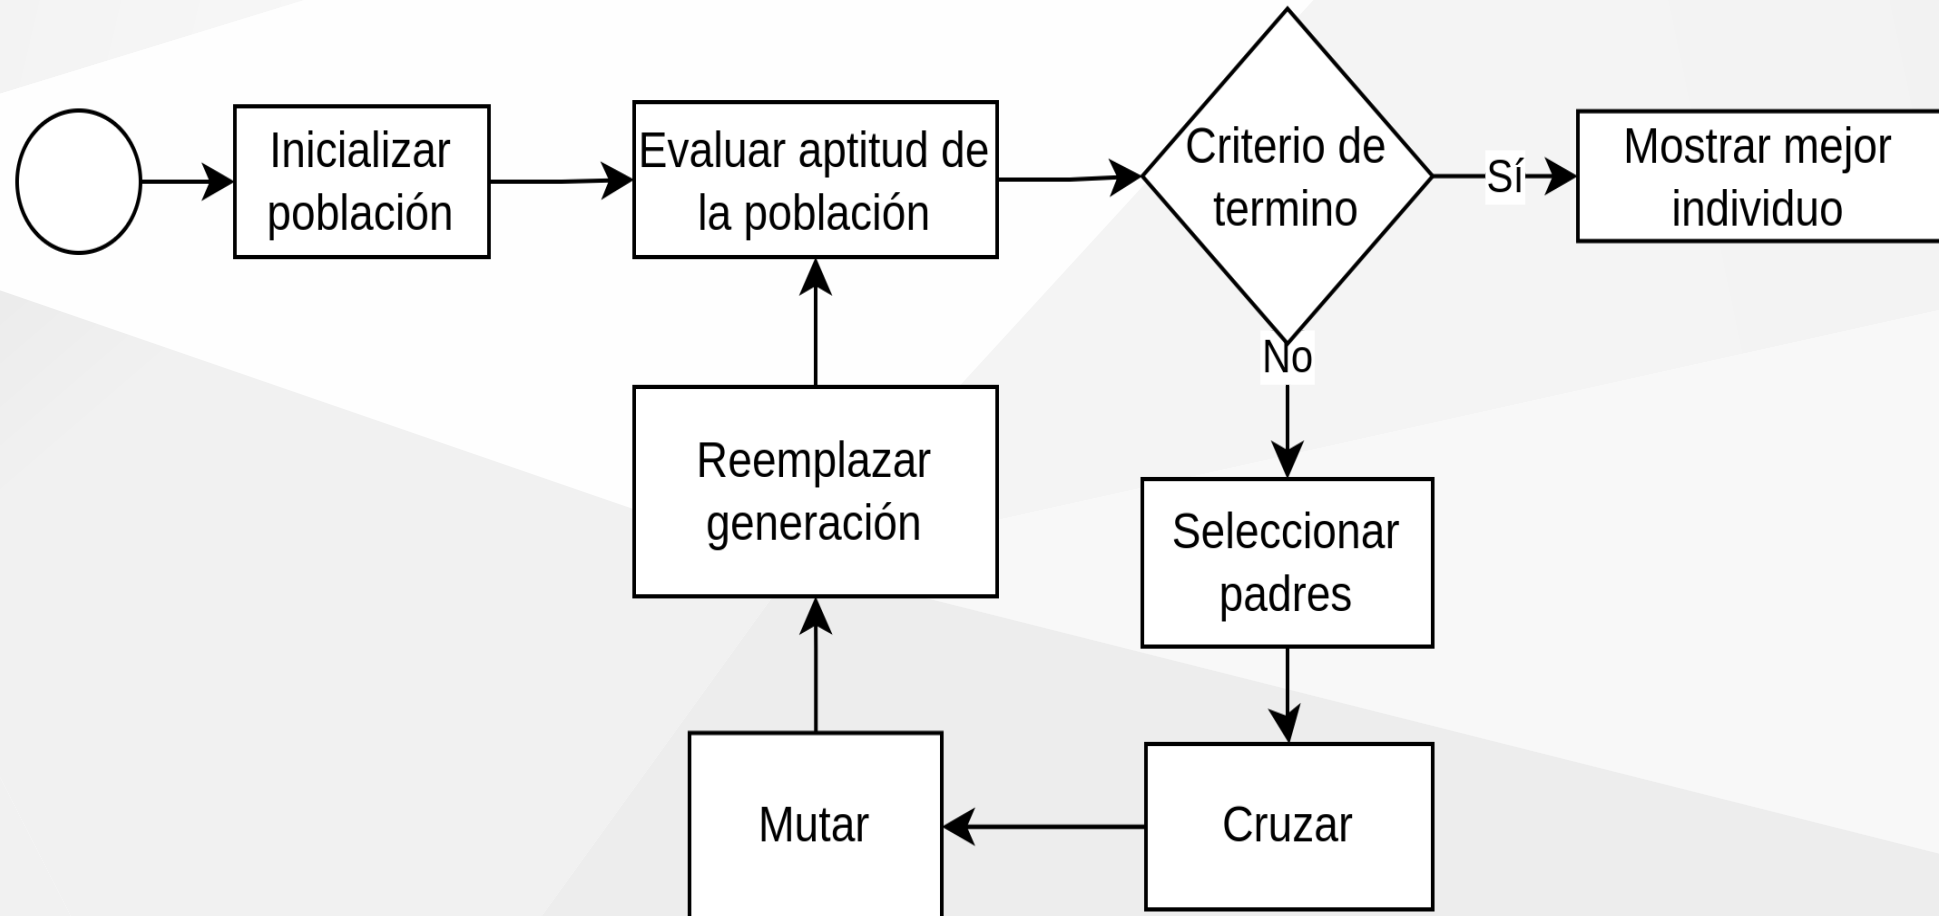 Inicializar
población
Evaluar aptitud de
la población
Criterio de
termino
Sí
Mostrar mejor
individuo
No
Reemplazar
generación
Seleccionar
padres
Mutar
Cruzar